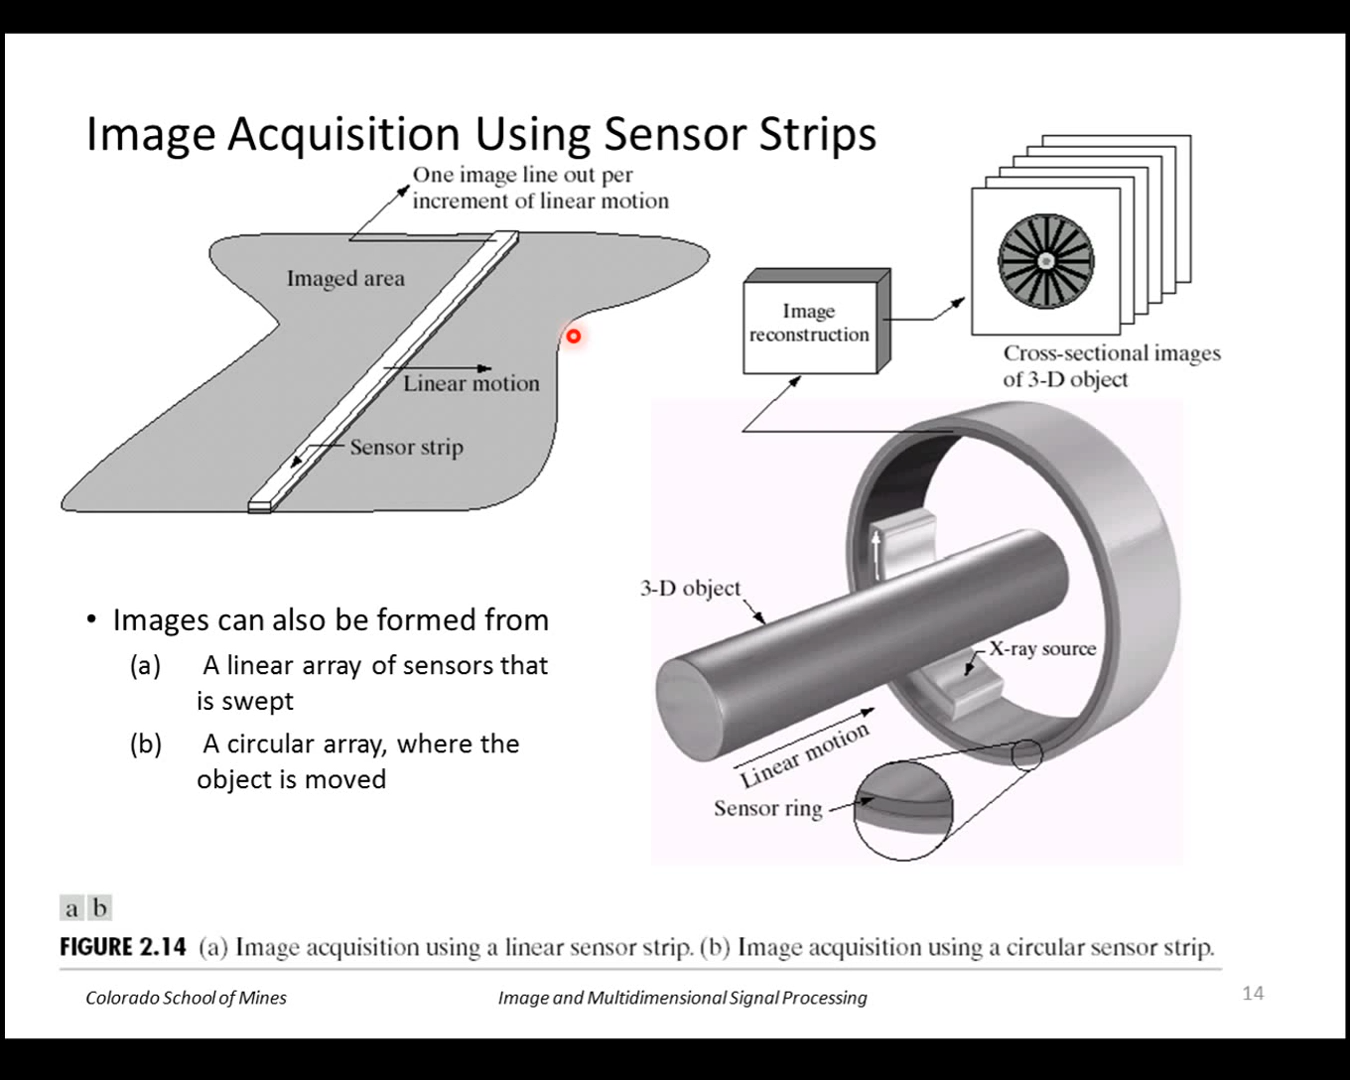 Image Acquisition Using Sensor Strips
One image line out per
increment of linear motion
Imaged area
Linear motion
Sensor strip
Image
reconstruction
Cross-sectional images
of 3-D object
3-D object
X-ray source
Linear motion
Sensor ring
• Images can also be formed from
(a) A linear array of sensors that
is swept
(b) A circular array, where the
object is moved
a b
FIGURE 2.14 (a) Image acquisition using a linear sensor strip. (b) Image acquisition using a circular sensor strip.
Colorado School of Mines
Image and Multidimensional Signal Processing
14